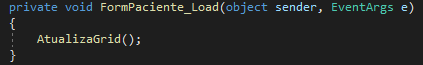 private void FormPaciente_Load(object sender, EventArgs e)
{
AtualizaGrid();
}